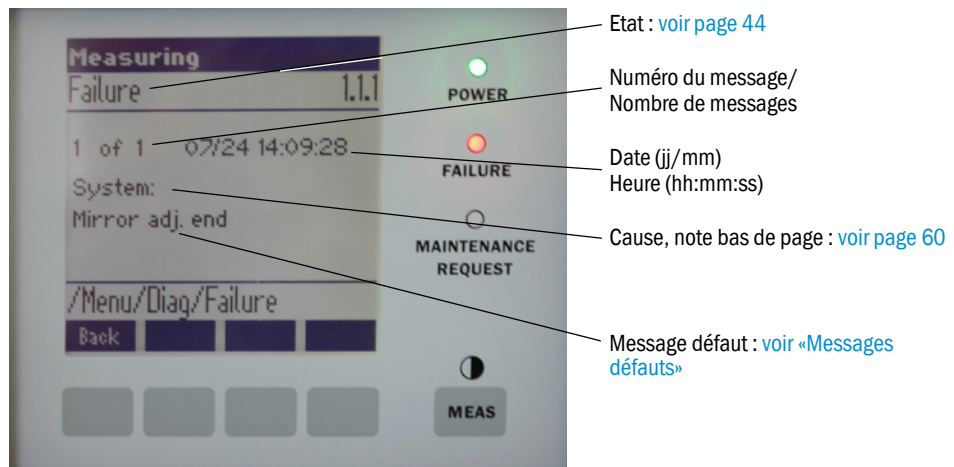 Measuring
Failure 1.1.1
1 of 1 07/24 14:09:28
System:
Mirror adj. end
/Menu/Diag/Failure
Back
POWER
FAILURE
MAINTENANCE
REQUEST
MEAS
Etat : voir page 44
Numéro du message/
Nombre de messages
Date (jj/mm)
Heure (hh:mm:ss)
Cause, note bas de page : voir page 60
Message défaut : voir «Messages
défauts»